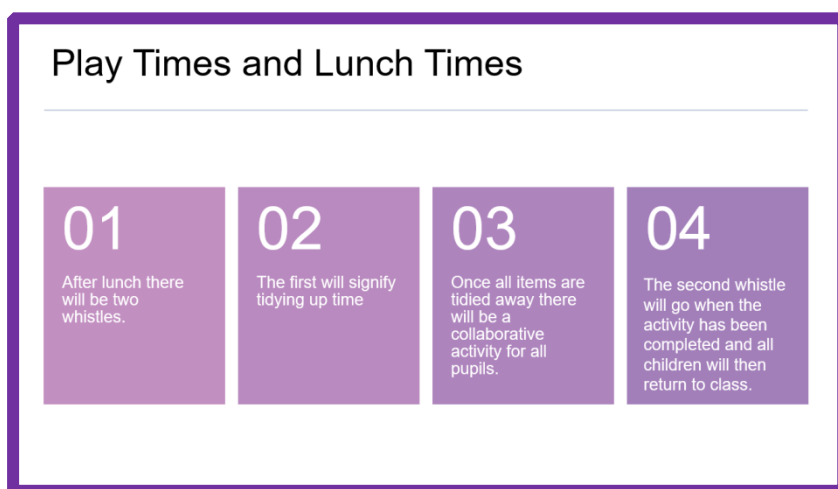 Play Times and Lunch Times
01
After lunch there
will be two
whistles.
02
The first will signify
tidying up time
03
Once all items are
tidied away there
will be a
collaborative
activity for all
pupils.
04
The second whistle
will go when the
activity has been
completed and all
children will then
return to class.